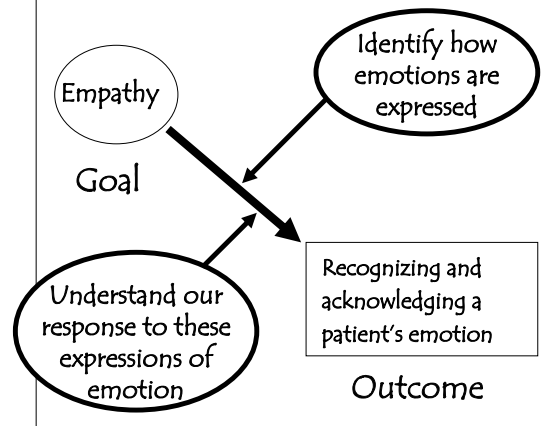 Identify how
emotions are
expressed
Empathy
Goal
Understand our
response to these
expressions of
emotion
Recognizing and
acknowledging a
patient's emotion
Outcome